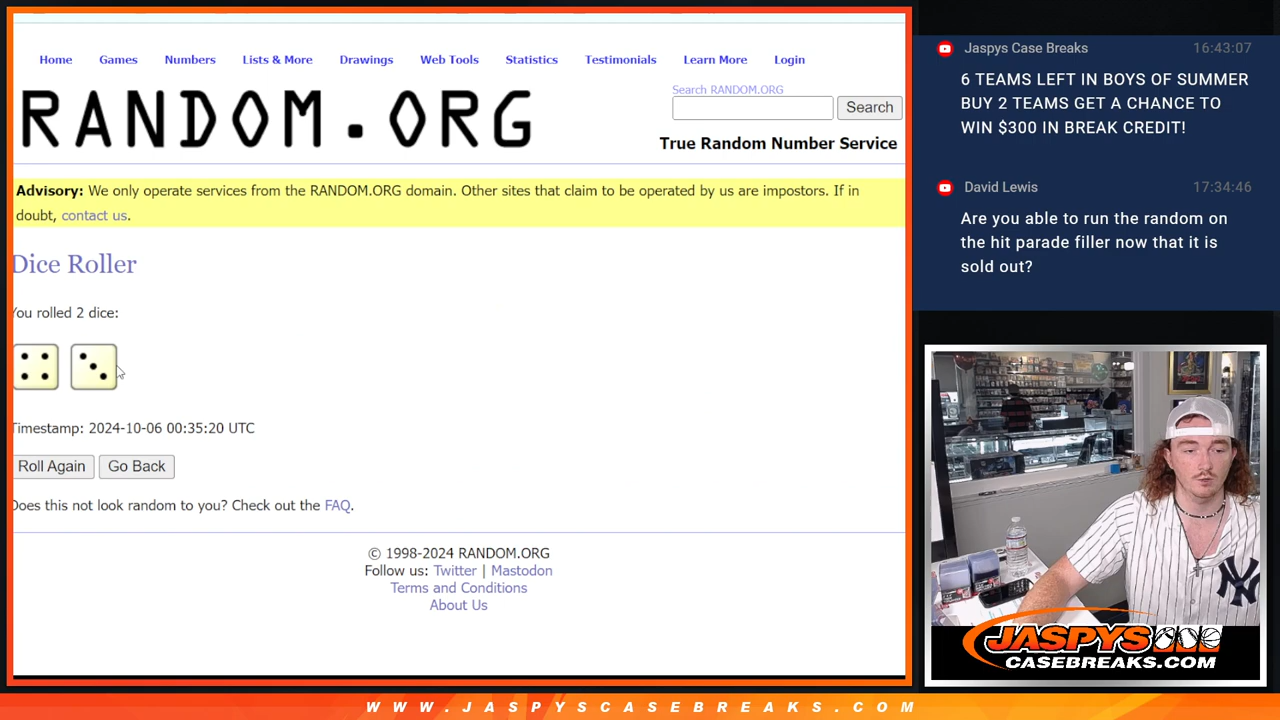 Home Games Numbers Lists & More Drawings Web Tools Statistics Testimonials Learn More Login
RANDOM.ORG
Search RANDOM.ORG
Search
True Random Number Service
Advisory: We only operate services from the RANDOM.ORG domain. Other sites that claim to be operated by us are impostors. If in
doubt, contact us.
Dice Roller
You rolled 2 dice:
Timestamp: 2024-10-06 00:35:20 UTC
Roll Again Go Back
Does this not look random to you? Check out the FAQ.
© 1998-2024 RANDOM.ORG
Follow us: Twitter | Mastodon
Terms and Conditions
About Us
Jaspys Case Breaks 16:43:07
6 TEAMS LEFT IN BOYS OF SUMMER
BUY 2 TEAMS GET A CHANCE TO
WIN $300 IN BREAK CREDIT!
David Lewis 17:34:46
Are you able to run the random on
the hit parade filler now that it is
sold out?
NY
JASPYS
CASEBREAKS.COM
WWW.JASPYSCASEBREAKS.COM